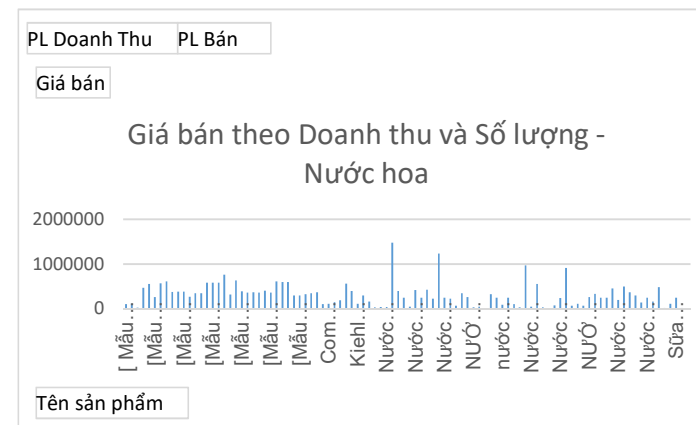 PL Doanh Thu PL Bán
Giá bán
Giá bán theo Doanh thu và Số lượng -
Nước hoa
2000000
1000000
0
[ Mẫu…
[Mẫu…
[Mẫu…
[Mẫu…
[Mẫu…
[Mẫu…
[Mẫu…
Com…
Kiehl…
Nước…
Nước…
Nước…
NƯỚ…
nước…
Nước…
Nước…
NƯỚ…
Nước…
Nước…
Sữa…
Tên sản phẩm